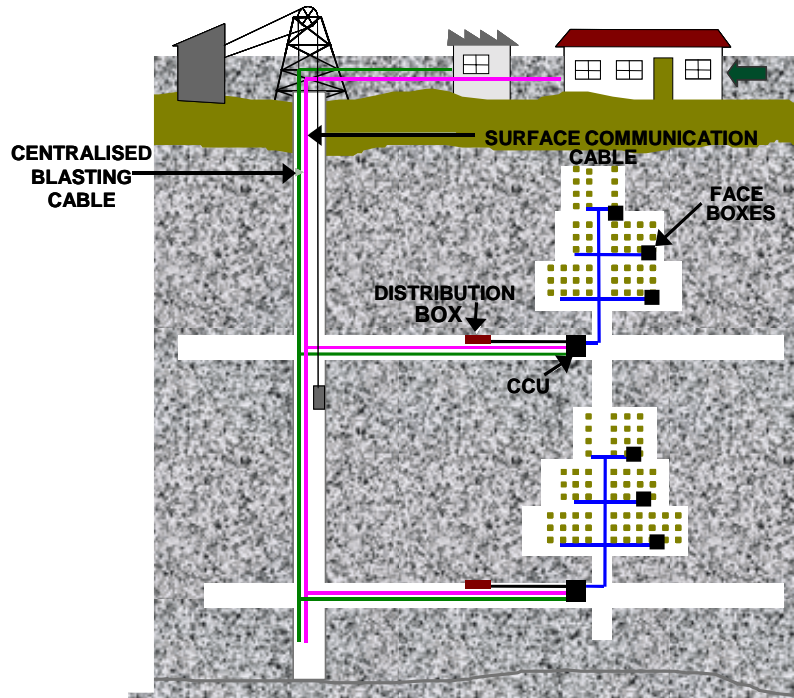 SURFACE COMMUNICATION
CABLE
CENTRALISED
BLASTING
CABLE
FACE
BOXES
DISTRIBUTION
BOX
CCU